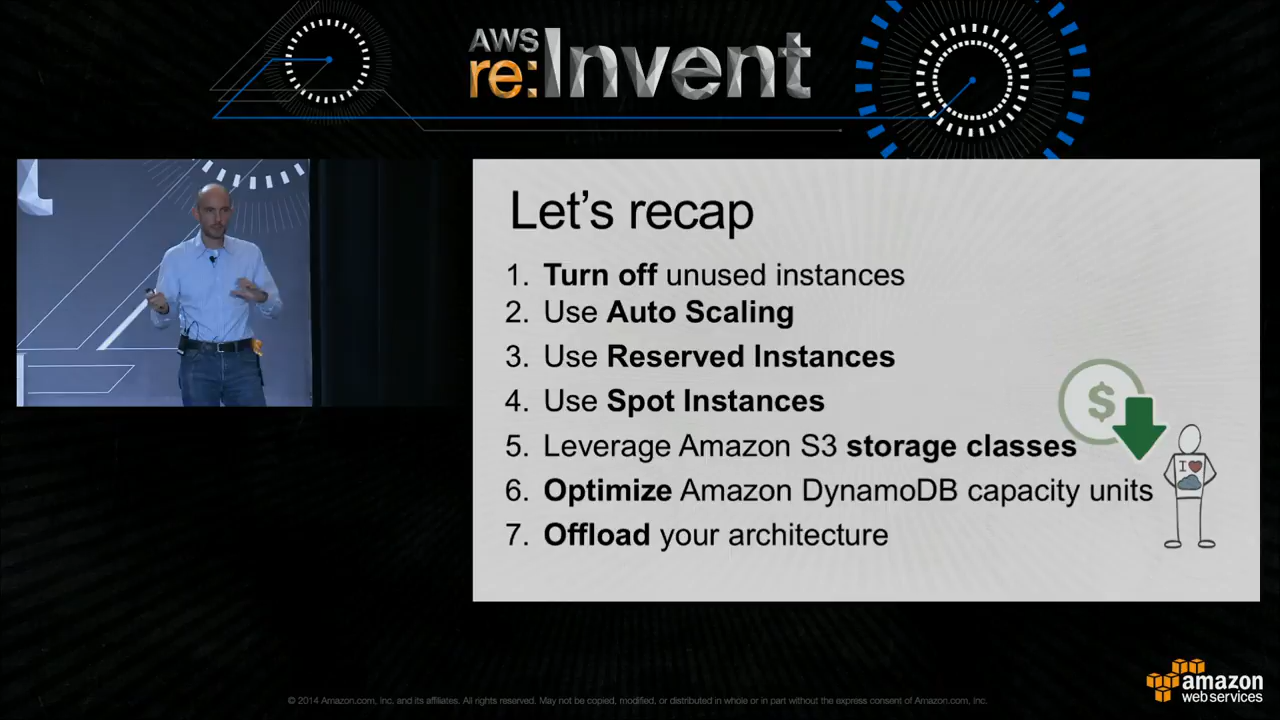 AWS
re:Invent
Let's recap
1. Turn off unused instances
2. Use Auto Scaling
3. Use Reserved Instances
4. Use Spot Instances
5. Leverage Amazon S3 storage classes
6. Optimize Amazon DynamoDB capacity units
7. Offload your architecture
$
I
© 2014 Amazon.com, Inc. and its affiliates. All rights reserved. May not be copied, modified, or distributed in whole or in part without the express consent of Amazon.com, Inc.
amazon
web services